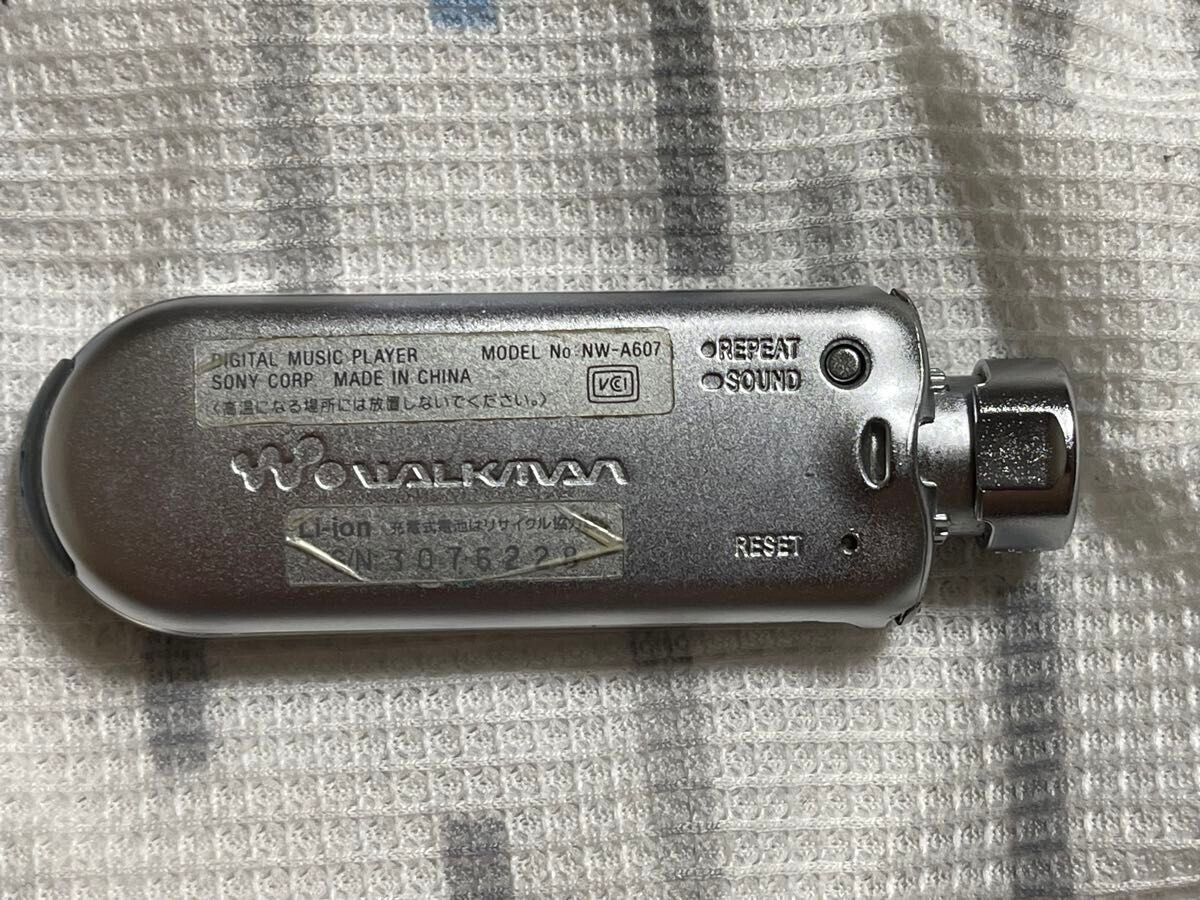 DIGITAL MUSIC PLAYER MODEL No NW-A607
SONY CORP MADE IN CHINA
VCI
(高温になる場所には放置しないでください。)
REPEAT
SOUND
WALKMAN
Li-ion 充電式電池はリサイクル協力
S/N 3076228
RESET